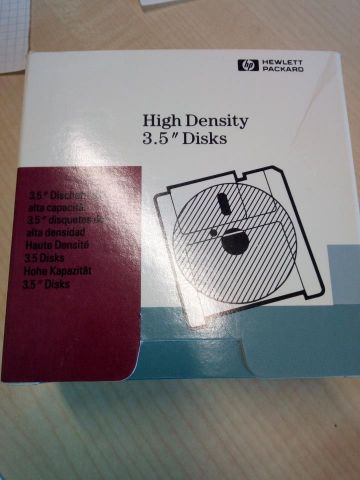 hp HEWLETT
PACKARD
High Density
3.5" Disks
3.5"
alta capacità
3.5" disquetes de
alta densidad
Haute Densité
3.5 Disks
Hohe Kapazität
3.5" Disks